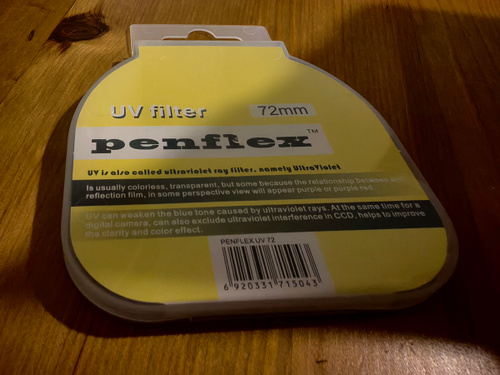 UV filter 72mm
penflex™
UV is also called ultraviolet ray filter, namely UltraViolet
Is usually colorless, transparent, but some because the relationship between and
reflection film, in some perspective view will appear purple or purple red.
UV can weaken the blue tone caused by ultraviolet rays. At the same time for a
digital camera, can also exclude ultraviolet interference in CCD, helps to improve
the clarity and color effect.
PENFLEX UV 72
6 920331 715043